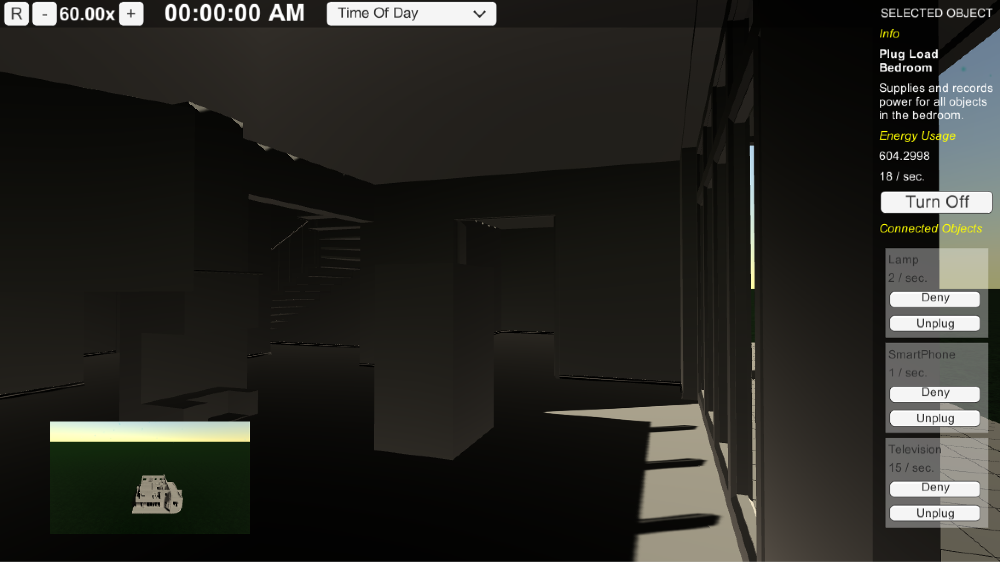 R - 60.00x + 00:00:00 AM Time Of Day
SELECTED OBJECT
Info
Plug Load
Bedroom
Supplies and records
power for all objects
in the bedroom.
Energy Usage
604.2998
18 / sec.
Turn Off
Connected Objects
Lamp
2 / sec.
Deny
Unplug
SmartPhone
1 / sec.
Deny
Unplug
Television
15 / sec.
Deny
Unplug